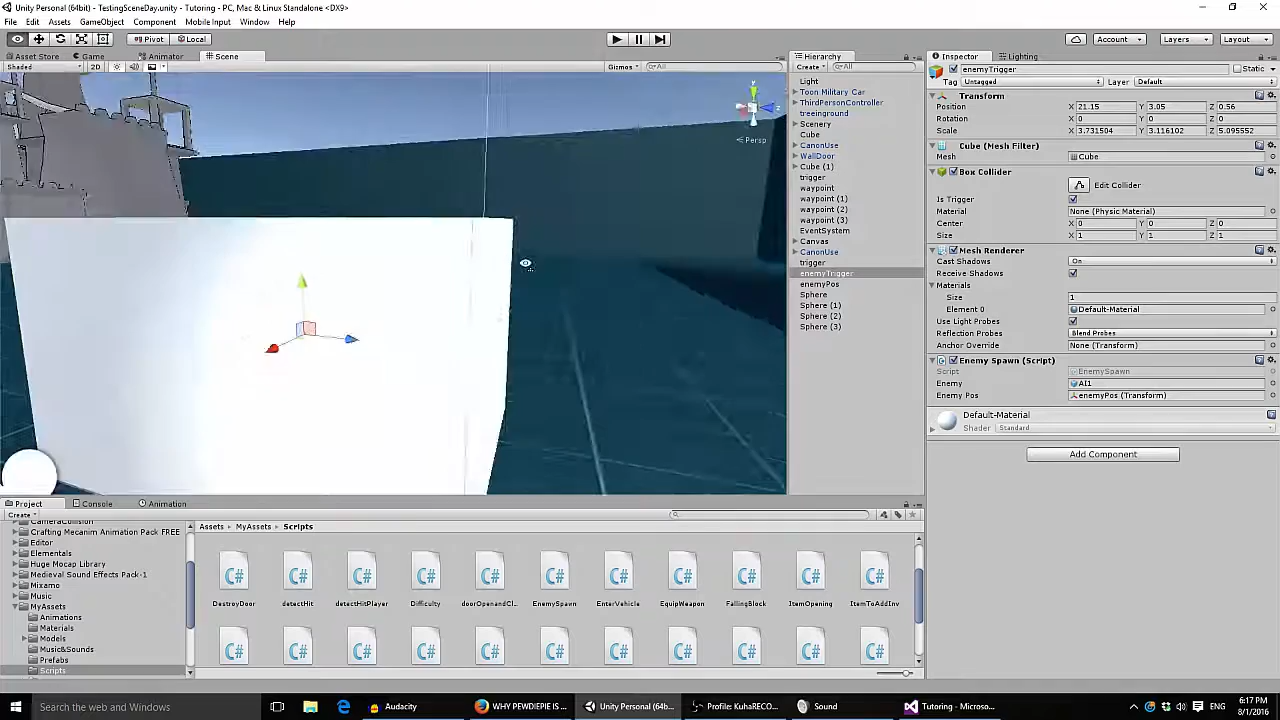 Unity Personal (64bit) - TestingSceneDay.unity - Tutoring - PC, Mac & Linux Standalone <DX9>
File Edit Assets GameObject Component Mobile Input Window Help
Pivot Local Account Layers Layout
Asset Store Game Animator Scene
Shaded 2D Gizmos All
Persp
y
z
Hierarchy
Create All
Light
Toon Military Car
ThirdPersonController
treeinground
Scenery
Cube
CanonUse
WallDoor
Cube (1)
trigger
waypoint
waypoint (1)
waypoint (2)
waypoint (3)
EventSystem
Canvas
CanonUse
trigger
enemyTrigger
enemyPos
Sphere
Sphere (1)
Sphere (2)
Sphere (3)
Inspector Lighting
enemyTrigger Static
Tag Untagged Layer Default
Transform
Position X 21.15 Y 3.05 Z 0.56
Rotation X 0 Y 0 Z 0
Scale X 3.731504 Y 3.116102 Z 5.095552
Cube (Mesh Filter)
Mesh Cube
Box Collider
Edit Collider
Is Trigger
Material None (Physic Material)
Center X 0 Y 0 Z 0
Size X 1 Y 1 Z 1
Mesh Renderer
Cast Shadows On
Receive Shadows
Materials
Size 1
Element 0 Default-Material
Use Light Probes
Reflection Probes Blend Probes
Anchor Override None (Transform)
Enemy Spawn (Script)
Script EnemySpawn
Enemy AI1
Enemy Pos enemyPos (Transform)
Default-Material
Shader Standard
Add Component
Project Console Animation
Create
CameraCollision
Crafting Mecanim Animation Pack FREE
Editor
Elementals
Huge Mocap Library
Medieval Sound Effects Pack-1
Mixamo
Music
MyAssets
Animations
Materials
Models
Music&Sounds
Prefabs
Scripts
Assets ▸ MyAssets ▸ Scripts
C# C# C# C# C# C# C# C# C# C#
DestroyDoor detectHit detectHitPlayer Difficulty doorOpenandCl... EnemySpawn EnterVehicle EquipWeapon FallingBlock ItemOpening ItemToAddInv
C# C# C# C# C# C# C# C# C# C#
Search the web and Windows
Audacity
WHY PEWDIEPIE IS ...
Unity Personal (64b...
Profile: KuhaRECO...
Sound
Tutoring - Microso...
ENG
6:17 PM
8/1/2016